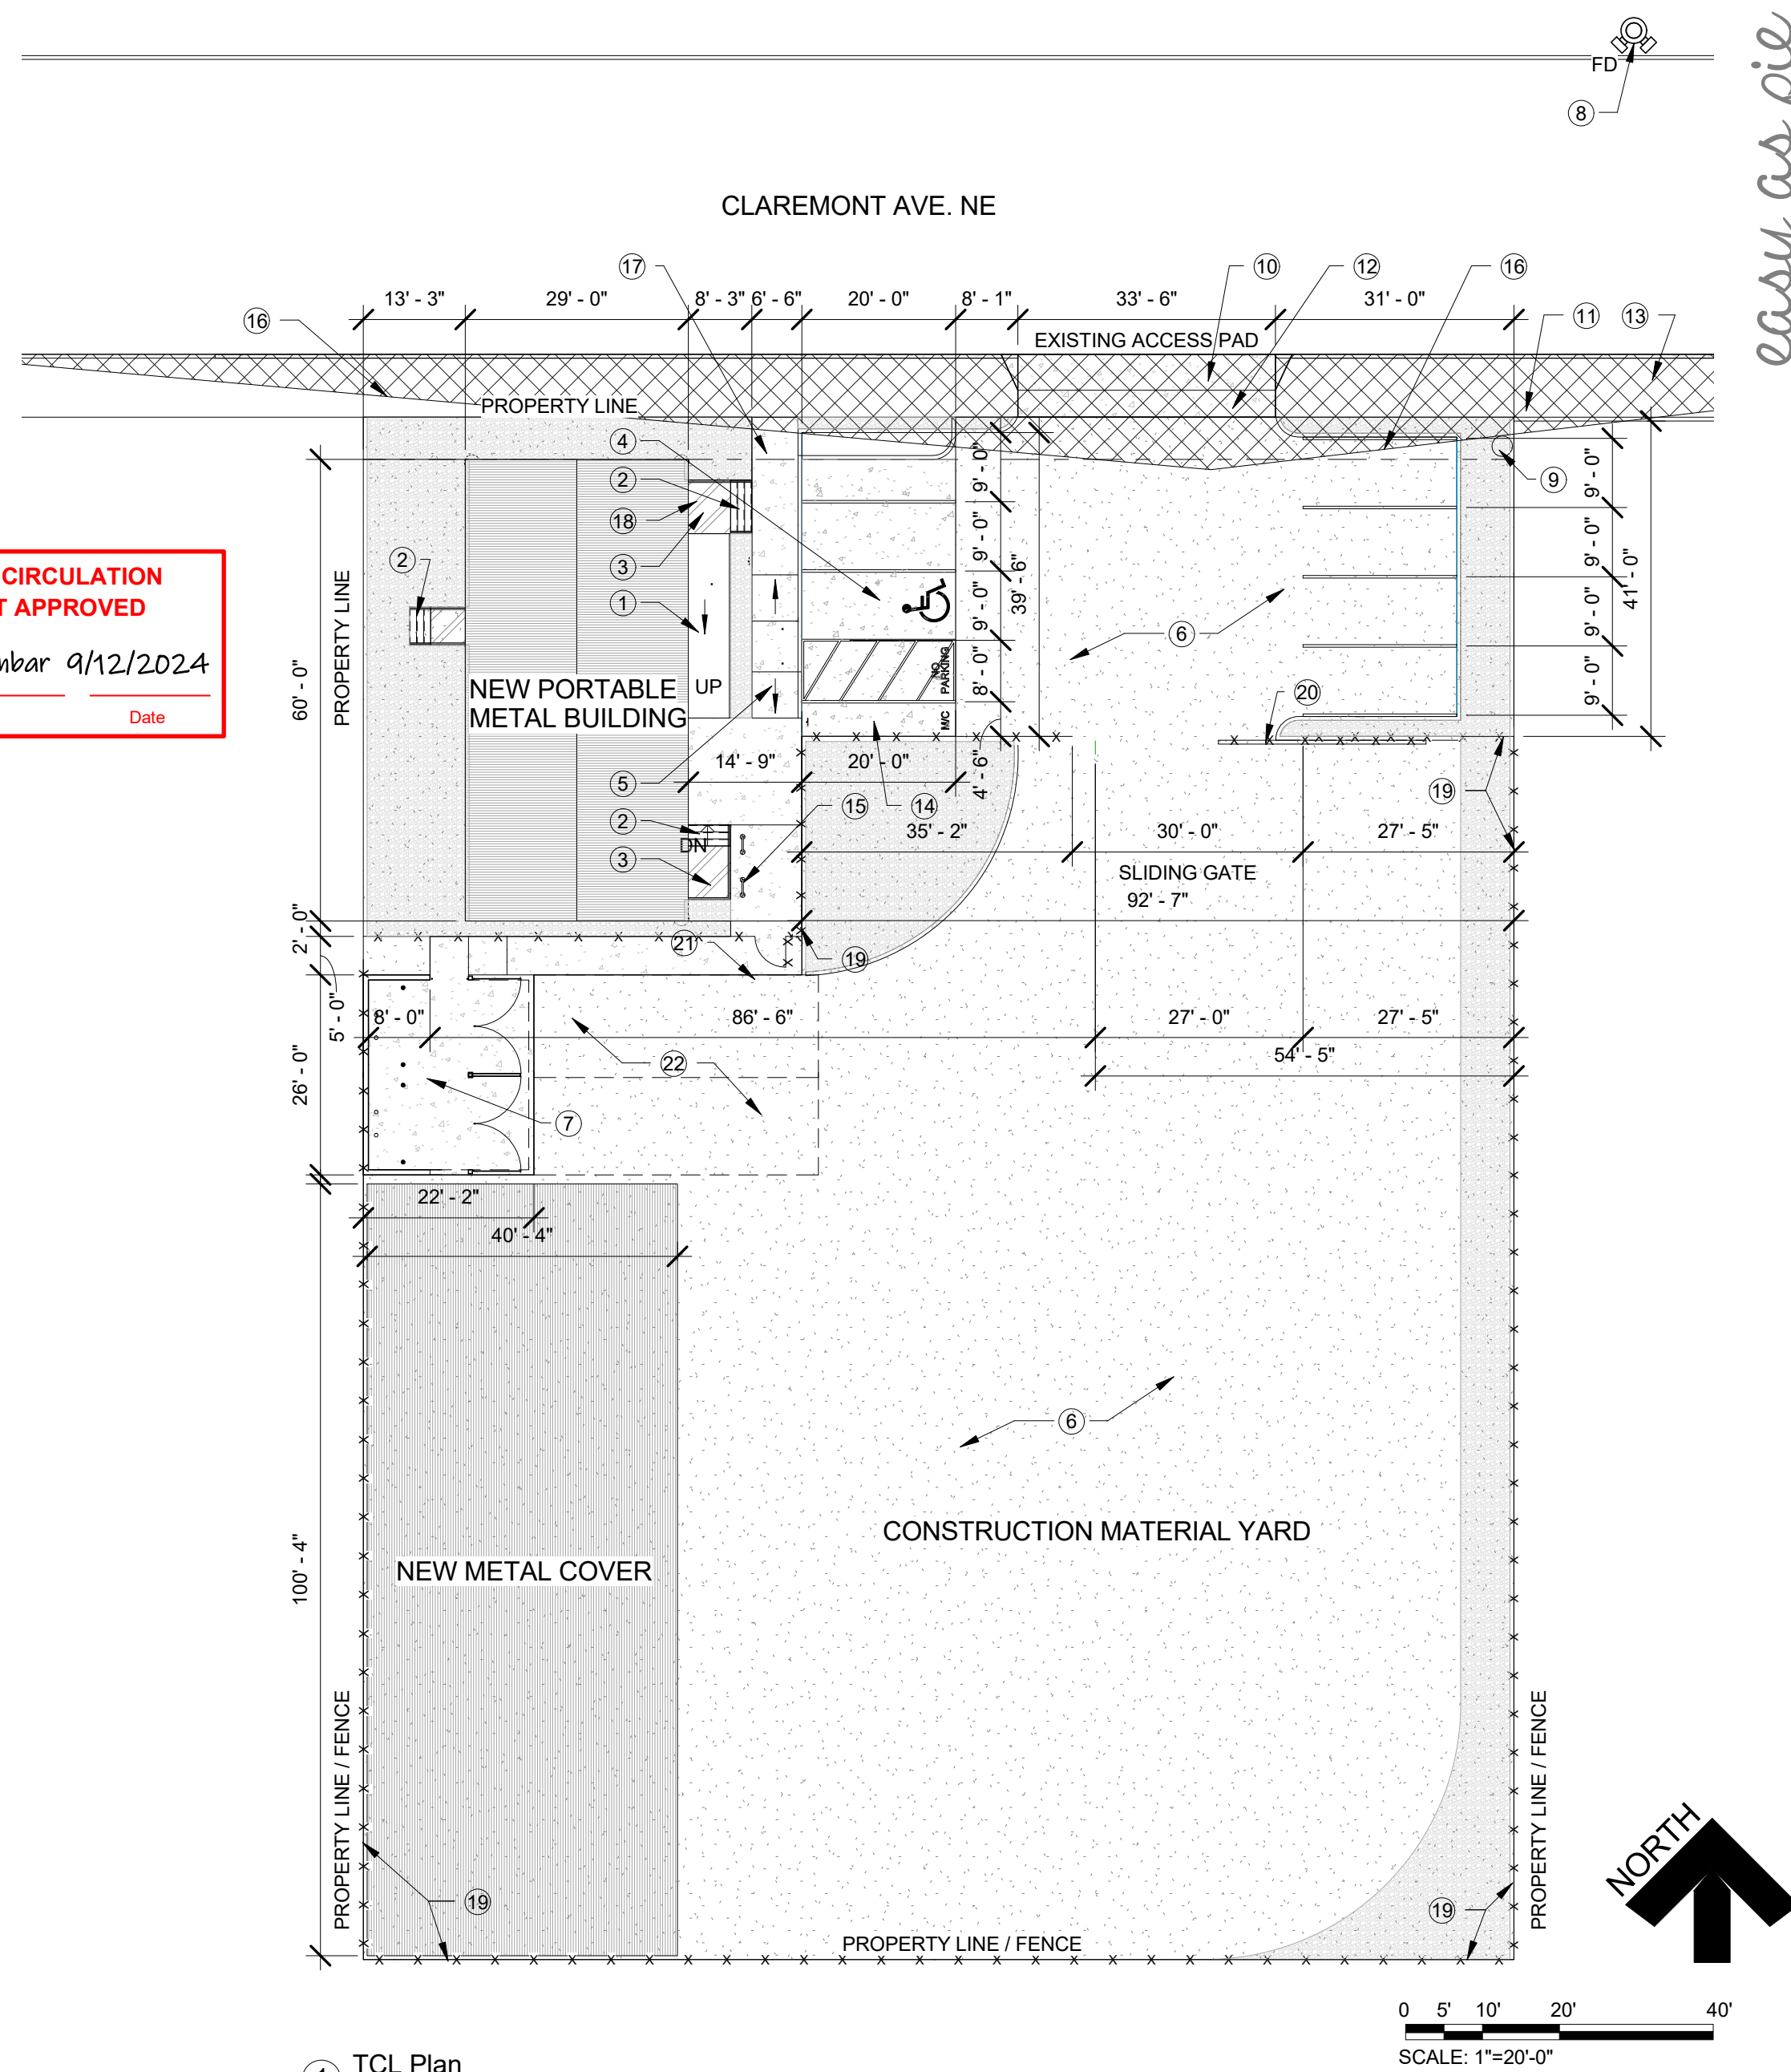 easy as pie
FD
8
CLAREMONT AVE. NE
17
10
12
16
13' - 3"
29' - 0"
8' - 3"
6' - 6"
20' - 0"
8' - 1"
33' - 6"
31' - 0"
16
11
13
EXISTING ACCESS PAD
PROPERTY LINE
4
2
18
3
1
9' - 0"
9' - 0"
9' - 0"
8' - 0"
4' - 6"
39' - 6"
9
9' - 0"
9' - 0"
9' - 0"
9' - 0"
41' - 0"
CIRCULATION
T APPROVED
nbar 9/12/2024
Date
2
PROPERTY LINE
60' - 0"
6
NEW PORTABLE
METAL BUILDING
UP
NO
PARKING
M/C
20
14' - 9"
20' - 0"
5
15
14
19
2
DN
3
35' - 2"
30' - 0"
27' - 5"
SLIDING GATE
92' - 7"
2' - 0"
21
19
5' - 0"
8' - 0"
86' - 6"
27' - 0"
27' - 5"
54' - 5"
22
26' - 0"
7
22' - 2"
40' - 4"
6
CONSTRUCTION MATERIAL YARD
NEW METAL COVER
100' - 4"
PROPERTY LINE / FENCE
PROPERTY LINE / FENCE
19
19
PROPERTY LINE / FENCE
NORTH
0 5' 10' 20' 40'
SCALE: 1"=20'-0"
TCL Plan